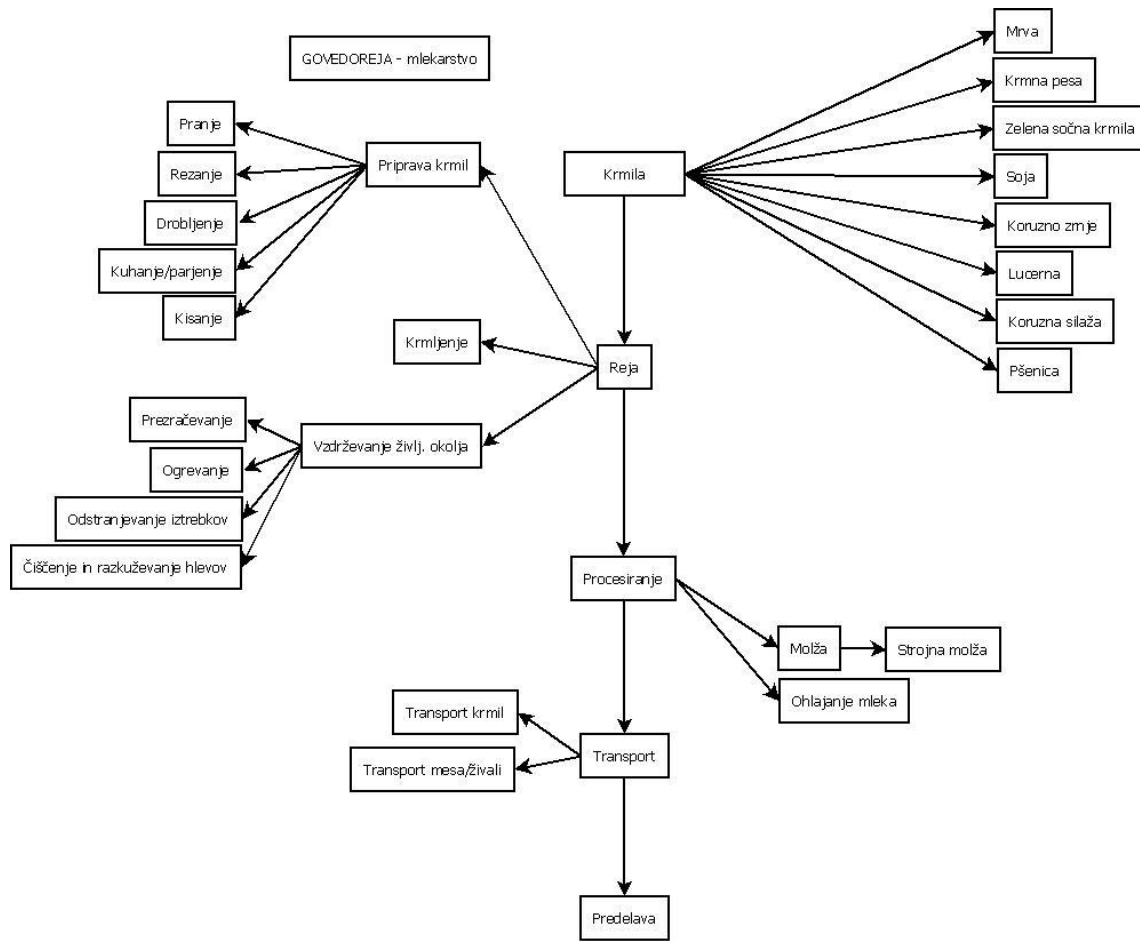 GOVEDOREJA - mlekarstvo
Mrva
Krmna pesa
Zelena sočna krmila
Soja
Koruzno zrnje
Lucerna
Koruzna silaža
Pšenica
Krmila
Priprava krmil
Pranje
Rezanje
Drobljenje
Kuhanje/parjenje
Kisanje
Krmljenje
Reja
Vzdrževanje življ. okolja
Prezračevanje
Ogrevanje
Odstranjevanje iztrebkov
Čiščenje in razkuževanje hlevov
Procesiranje
Molža
Strojna molža
Ohlajanje mleka
Transport krmil
Transport mesa/živali
Transport
Predelava